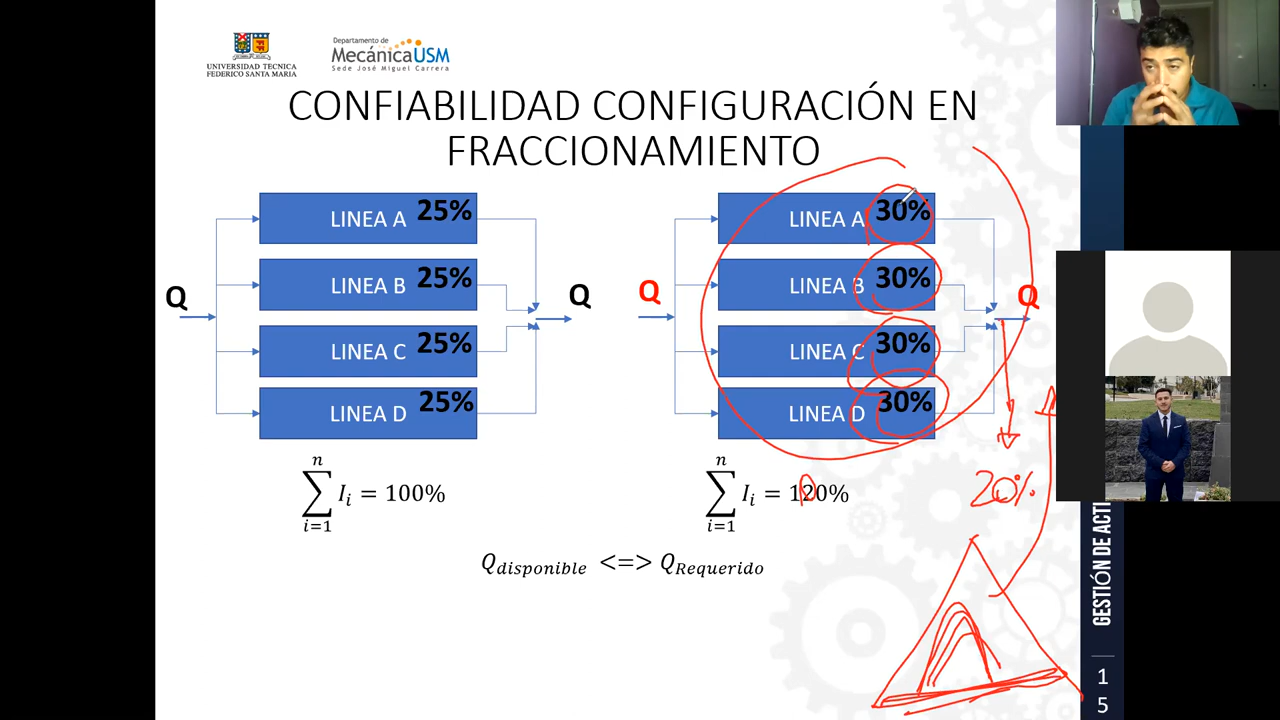 UNIVERSIDAD TECNICA
FEDERICO SANTA MARIA
Departamento de
MecánicaUSM
Sede José Miguel Carrera
CONFIABILIDAD CONFIGURACIÓN EN
FRACCIONAMIENTO
Q
LINEA A 25%
LINEA B 25%
LINEA C 25%
LINEA D 25%
Q
n
∑ I_i = 100%
i=1
Q
LINEA A 30%
LINEA B 30%
LINEA C 30%
LINEA D 30%
Q
n
∑ I_i = 120%
i=1
20%
Q_disponible <=> Q_Requerido
GESTIÓN DE ACTI
1
5